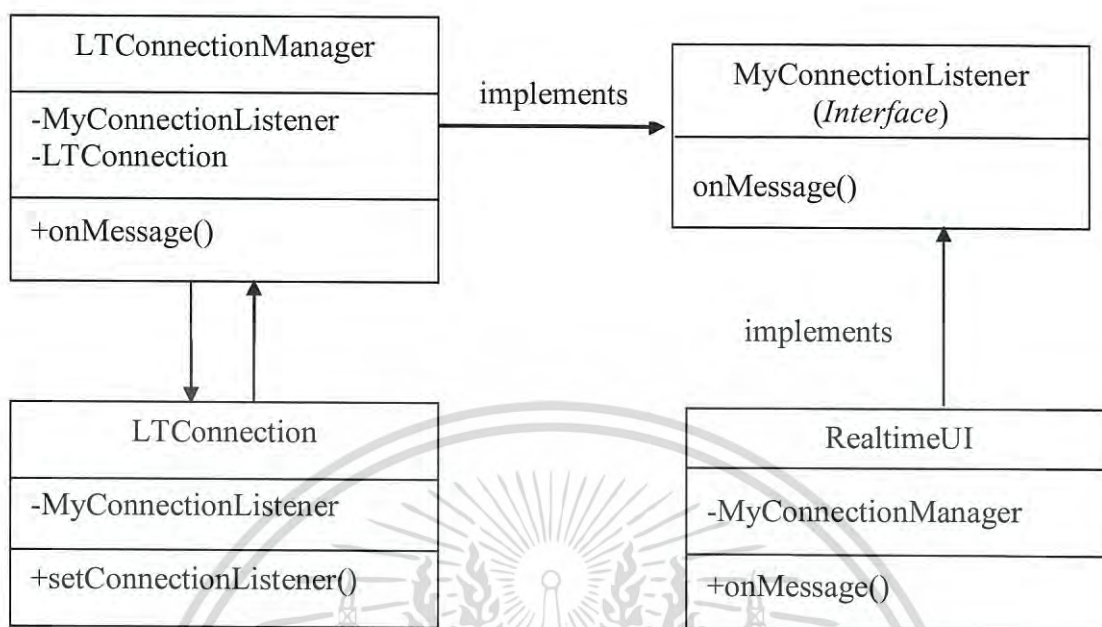 LTConnectionManager
-MyConnectionListener
-LTConnection
+onMessage()
implements
MyConnectionListener
(Interface)
onMessage()
implements
LTConnection
-MyConnectionListener
+setConnectionListener()
RealtimeUI
-MyConnectionManager
+onMessage()